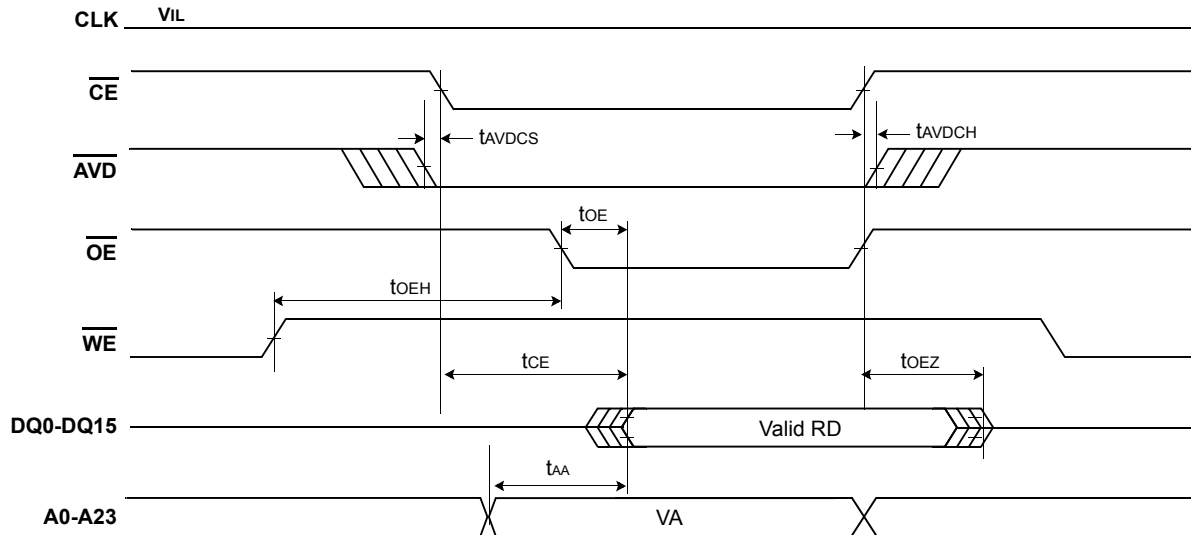 CLK VIL
CE
tAVDCS tAVDCH
AVD
tOE
OE
tOEH
WE
tCE tOEZ
DQ0-DQ15 Valid RD
tAA
A0-A23 VA